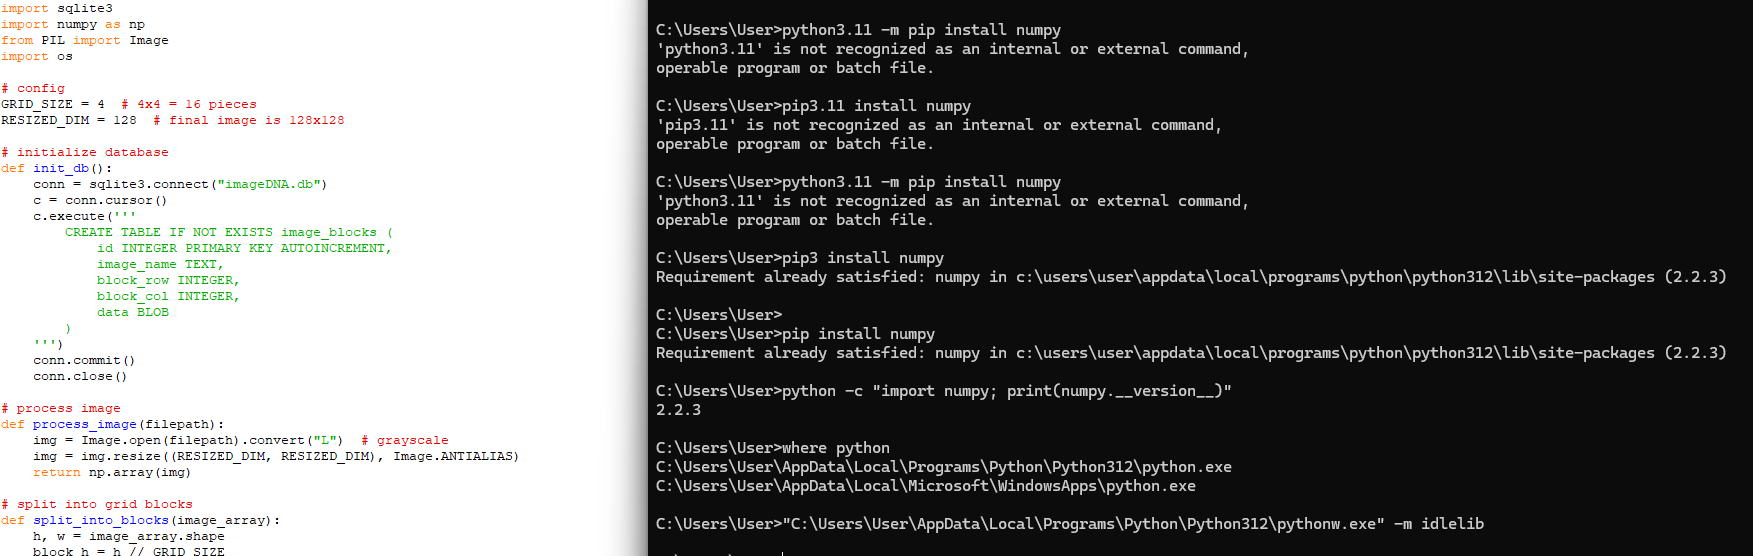 import sqlite3
import numpy as np
from PIL import Image
import os
# config
GRID_SIZE = 4  # 4x4 = 16 pieces
RESIZED_DIM = 128  # final image is 128x128
# initialize database
def init_db():
    conn = sqlite3.connect("imageDNA.db")
    c = conn.cursor()
    c.execute('''
        CREATE TABLE IF NOT EXISTS image_blocks (
            id INTEGER PRIMARY KEY AUTOINCREMENT,
            image_name TEXT,
            block_row INTEGER,
            block_col INTEGER,
            data BLOB
        )
    ''')
    conn.commit()
    conn.close()
# process image
def process_image(filepath):
    img = Image.open(filepath).convert("L")  # grayscale
    img = img.resize((RESIZED_DIM, RESIZED_DIM), Image.ANTIALIAS)
    return np.array(img)
# split into grid blocks
def split_into_blocks(image_array):
    h, w = image_array.shape
    block_h = h // GRID_SIZE
C:\Users\User>python3.11 -m pip install numpy
'python3.11' is not recognized as an internal or external command,
operable program or batch file.
C:\Users\User>pip3.11 install numpy
'pip3.11' is not recognized as an internal or external command,
operable program or batch file.
C:\Users\User>python3.11 -m pip install numpy
'python3.11' is not recognized as an internal or external command,
operable program or batch file.
C:\Users\User>pip3 install numpy
Requirement already satisfied: numpy in c:\users\user\appdata\local\programs\python\python312\lib\site-packages (2.2.3)
C:\Users\User>
C:\Users\User>pip install numpy
Requirement already satisfied: numpy in c:\users\user\appdata\local\programs\python\python312\lib\site-packages (2.2.3)
C:\Users\User>python -c "import numpy; print(numpy.__version__)"
2.2.3
C:\Users\User>where python
C:\Users\User\AppData\Local\Programs\Python\Python312\python.exe
C:\Users\User\AppData\Local\Microsoft\WindowsApps\python.exe
C:\Users\User>"C:\Users\User\AppData\Local\Programs\Python\Python312\pythonw.exe" -m idlelib